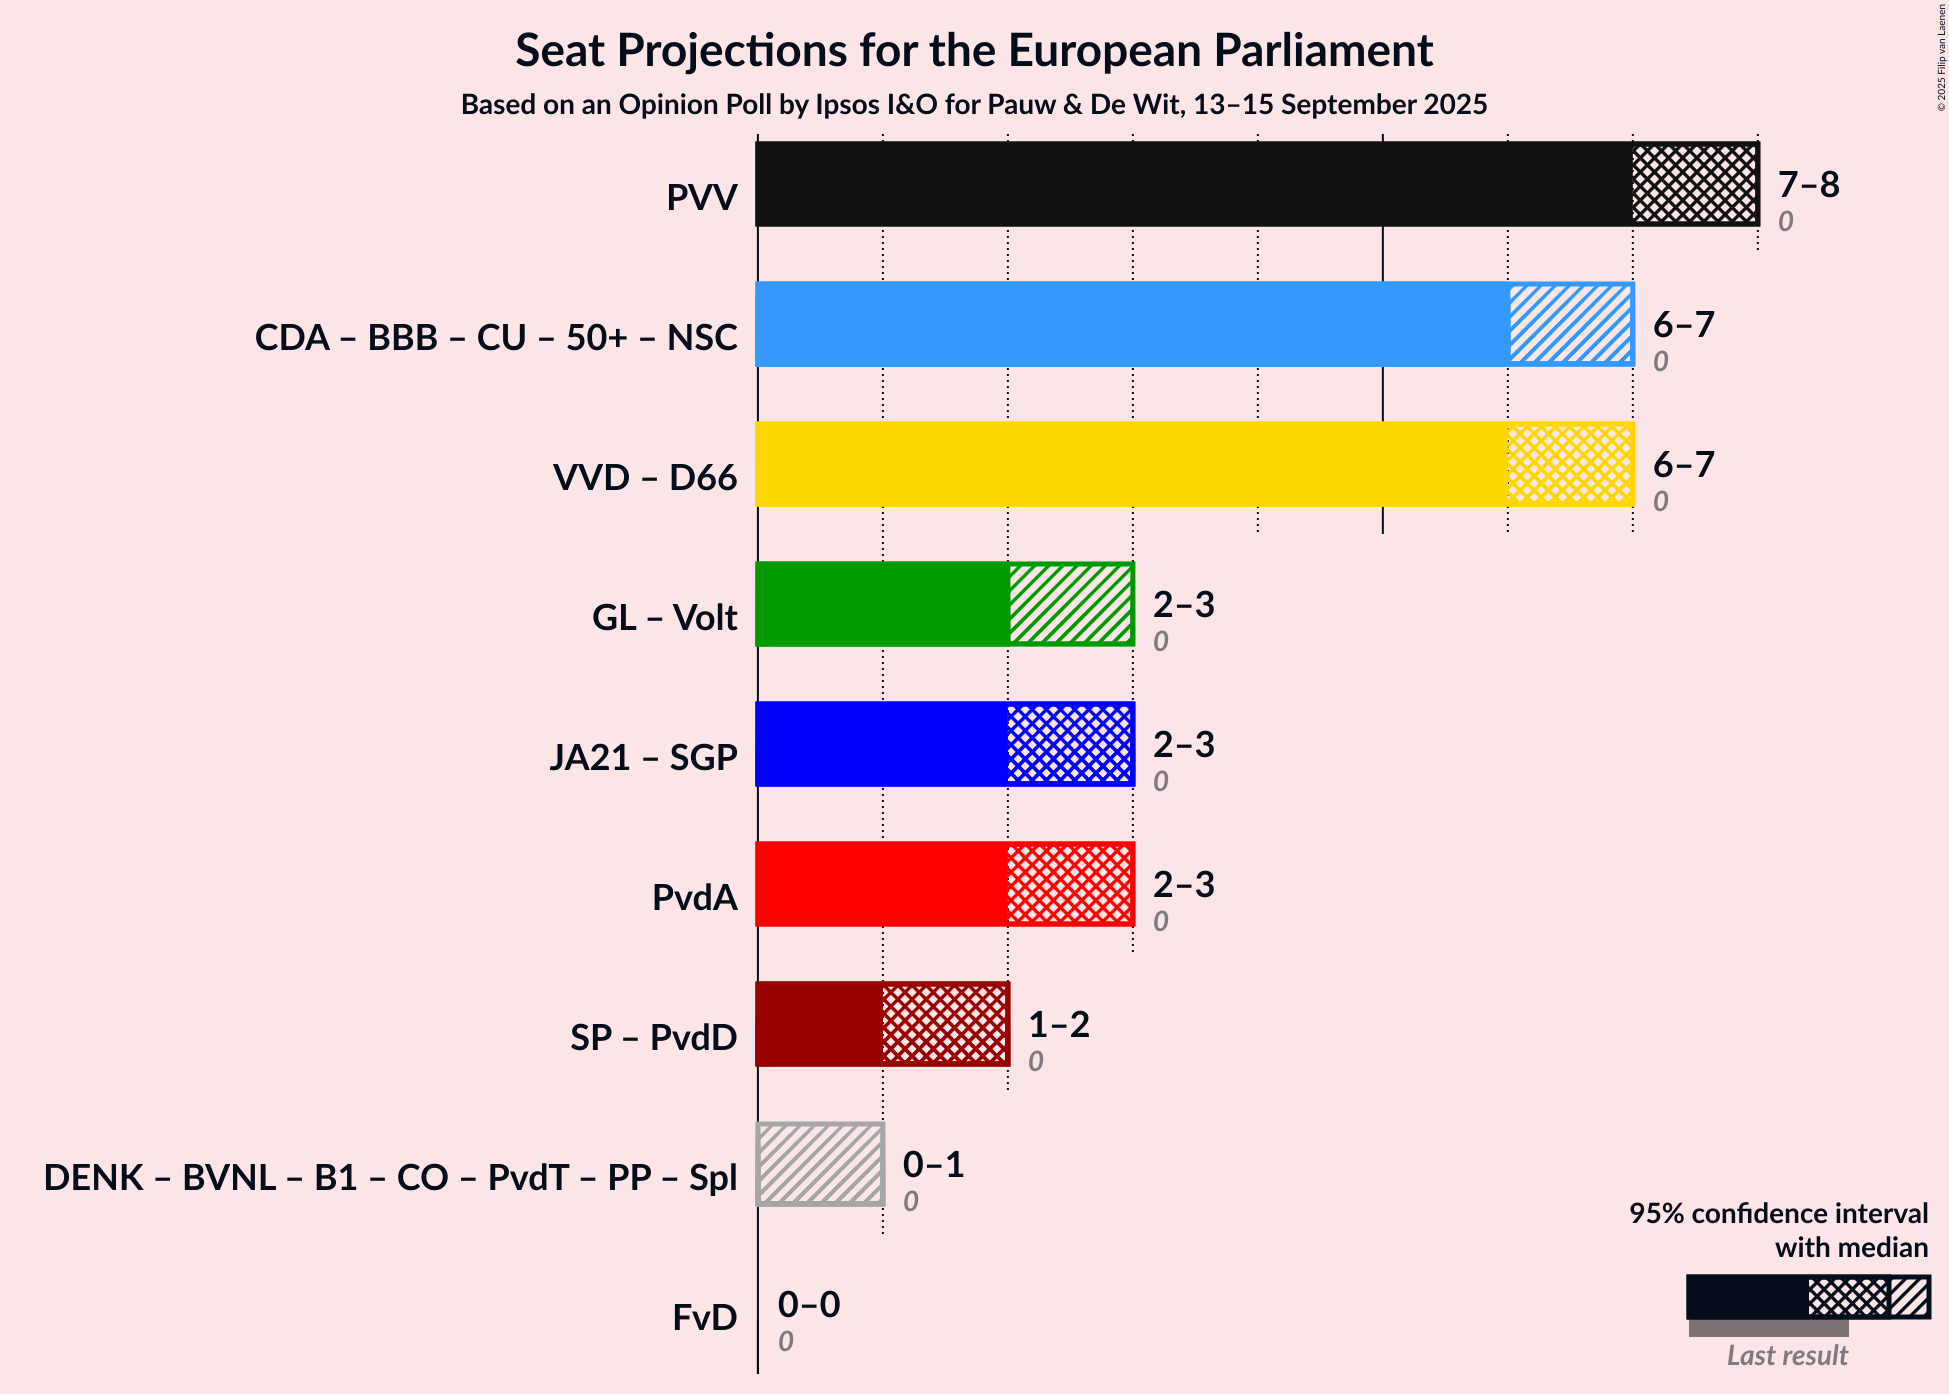 Seat Projections for the European Parliament
Based on an Opinion Poll by Ipsos I&O for Pauw & De Wit, 13–15 September 2025
© 2025 Filip van Laenen
PVV
7–8
0
CDA – BBB – CU – 50+ – NSC
6–7
0
VVD – D66
6–7
0
GL – Volt
2–3
0
JA21 – SGP
2–3
0
PvdA
2–3
0
SP – PvdD
1–2
0
DENK – BVNL – B1 – CO – PvdT – PP – Spl
0–1
0
FvD
0–0
0
95% confidence interval
with median
Last result